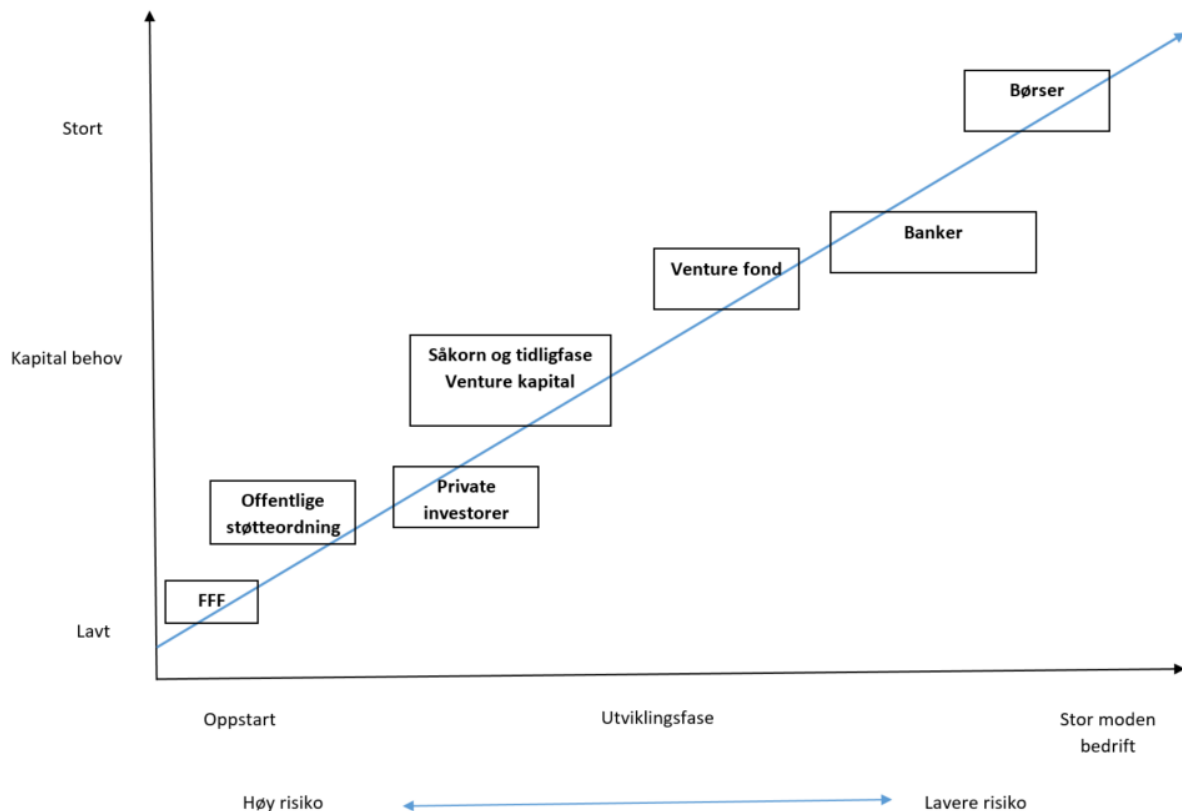 Børser
Stort
Banker
Venture fond
Såkorn og tidligfase
Venture kapital
Kapital behov
Private
investorer
Offentlige
støtteordning
FFF
Lavt
Oppstart
Utviklingsfase
Stor moden
bedrift
Høy risiko
Lavere risiko